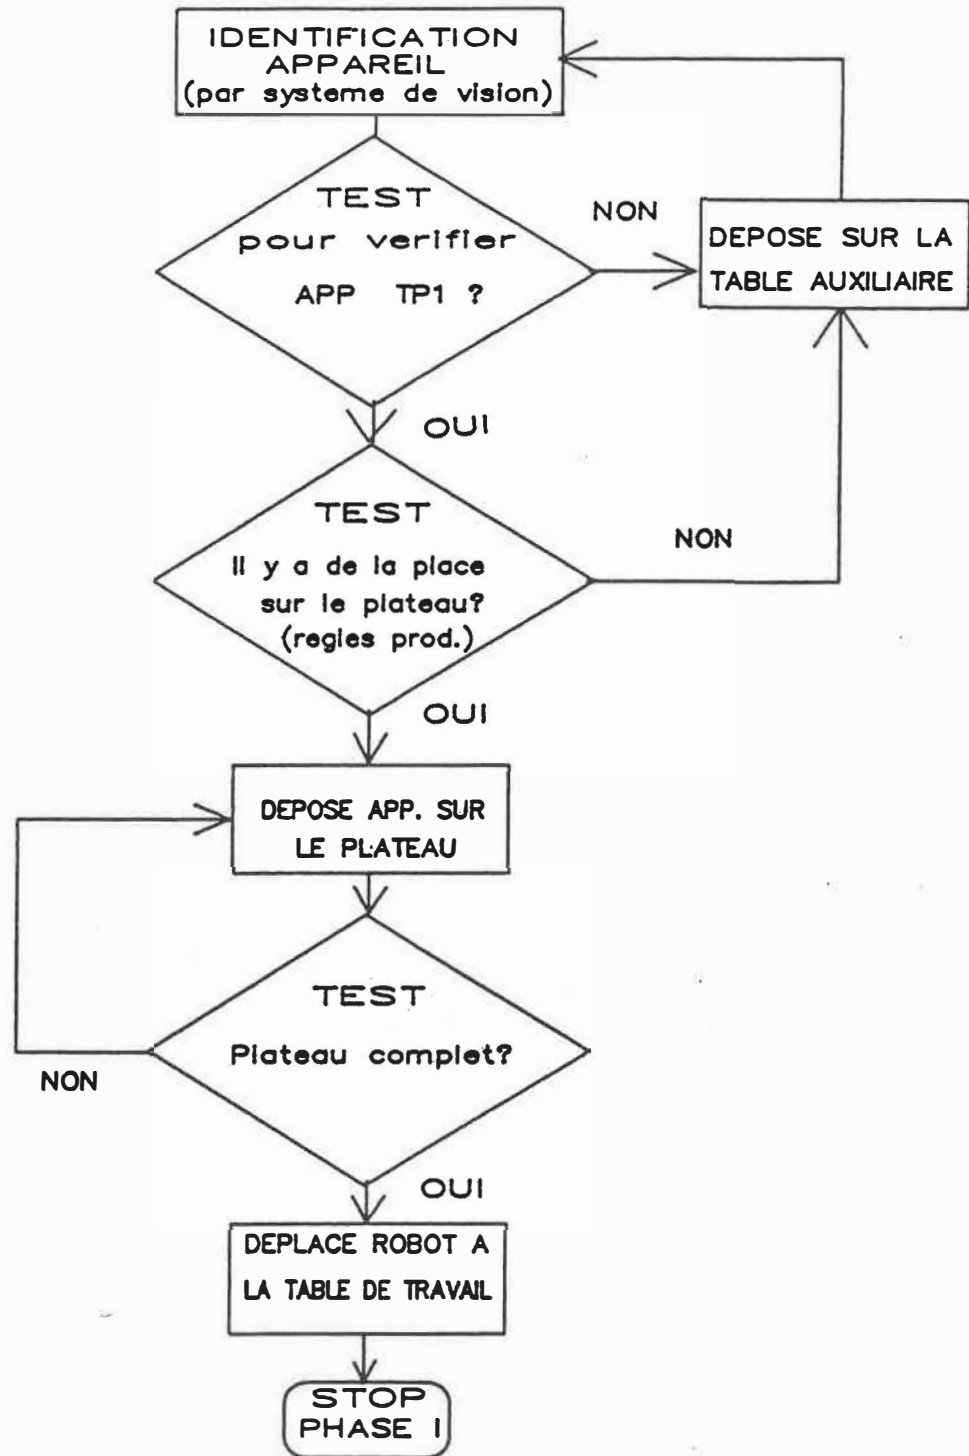 IDENTIFICATION
APPAREIL
(par systeme de vision)
TEST
pour verifier
APP TP1 ?
NON
DEPOSE SUR LA
TABLE AUXILIAIRE
OUI
TEST
Il y a de la place
sur le plateau?
(regles prod.)
NON
OUI
DEPOSE APP. SUR
LE PLATEAU
TEST
Plateau complet?
NON
OUI
DEPLACE ROBOT A
LA TABLE DE TRAVAIL
STOP
PHASE I